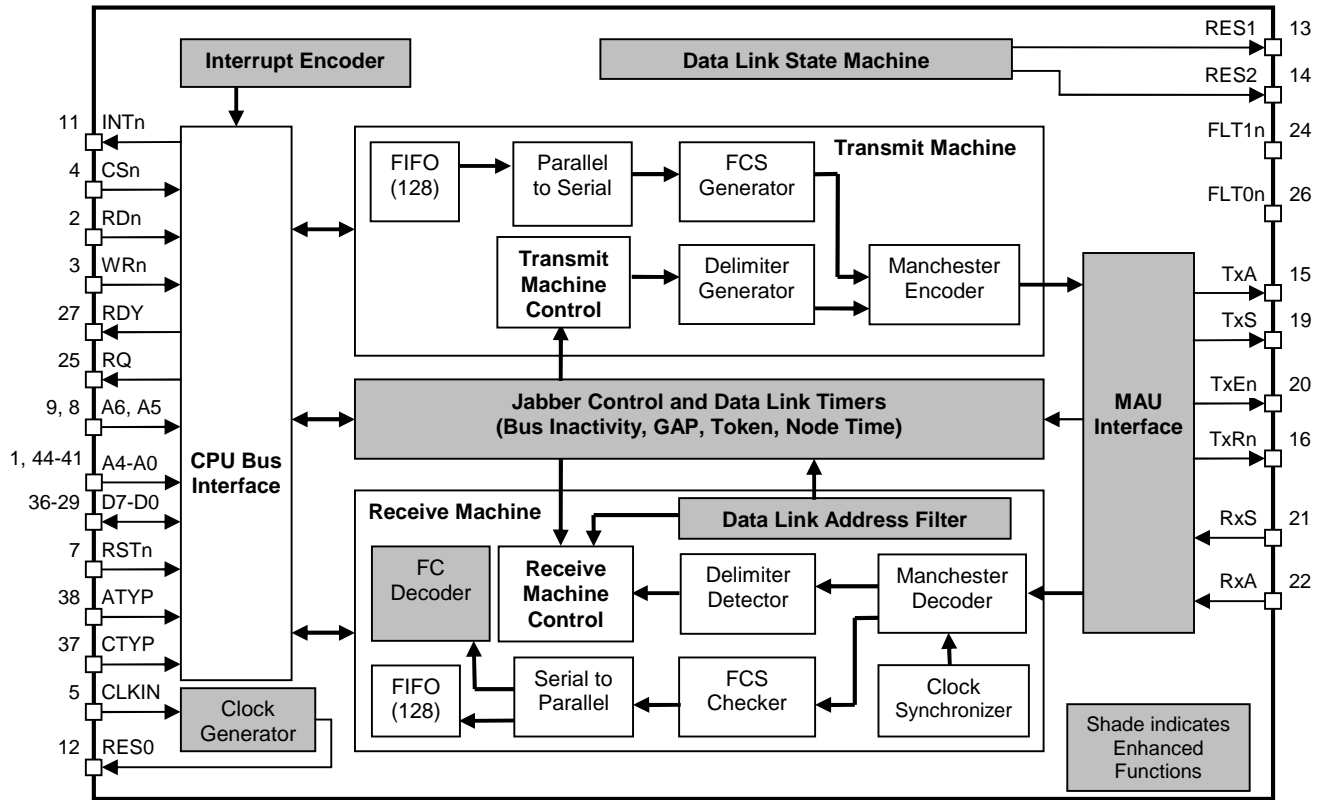 Interrupt Encoder
Data Link State Machine
RES1 13
RES2 14
FLT1n 24
FLT0n 26
TxA 15
TxS 19
TxEn 20
TxRn 16
RxS 21
RxA 22
11 INTn
4 CSn
2 RDn
3 WRn
27 RDY
25 RQ
9, 8 A6, A5
1, 44-41 A4-A0
36-29 D7-D0
7 RSTn
38 ATYP
37 CTYP
5 CLKIN
12 RES0
CPU Bus
Interface
Clock
Generator
Transmit Machine
FIFO
(128)
Parallel
to Serial
FCS
Generator
Transmit
Machine
Control
Delimiter
Generator
Manchester
Encoder
Jabber Control and Data Link Timers
(Bus Inactivity, GAP, Token, Node Time)
MAU
Interface
Receive Machine
Data Link Address Filter
FC
Decoder
Receive
Machine
Control
Delimiter
Detector
Manchester
Decoder
FIFO
(128)
Serial to
Parallel
FCS
Checker
Clock
Synchronizer
Shade indicates
Enhanced
Functions